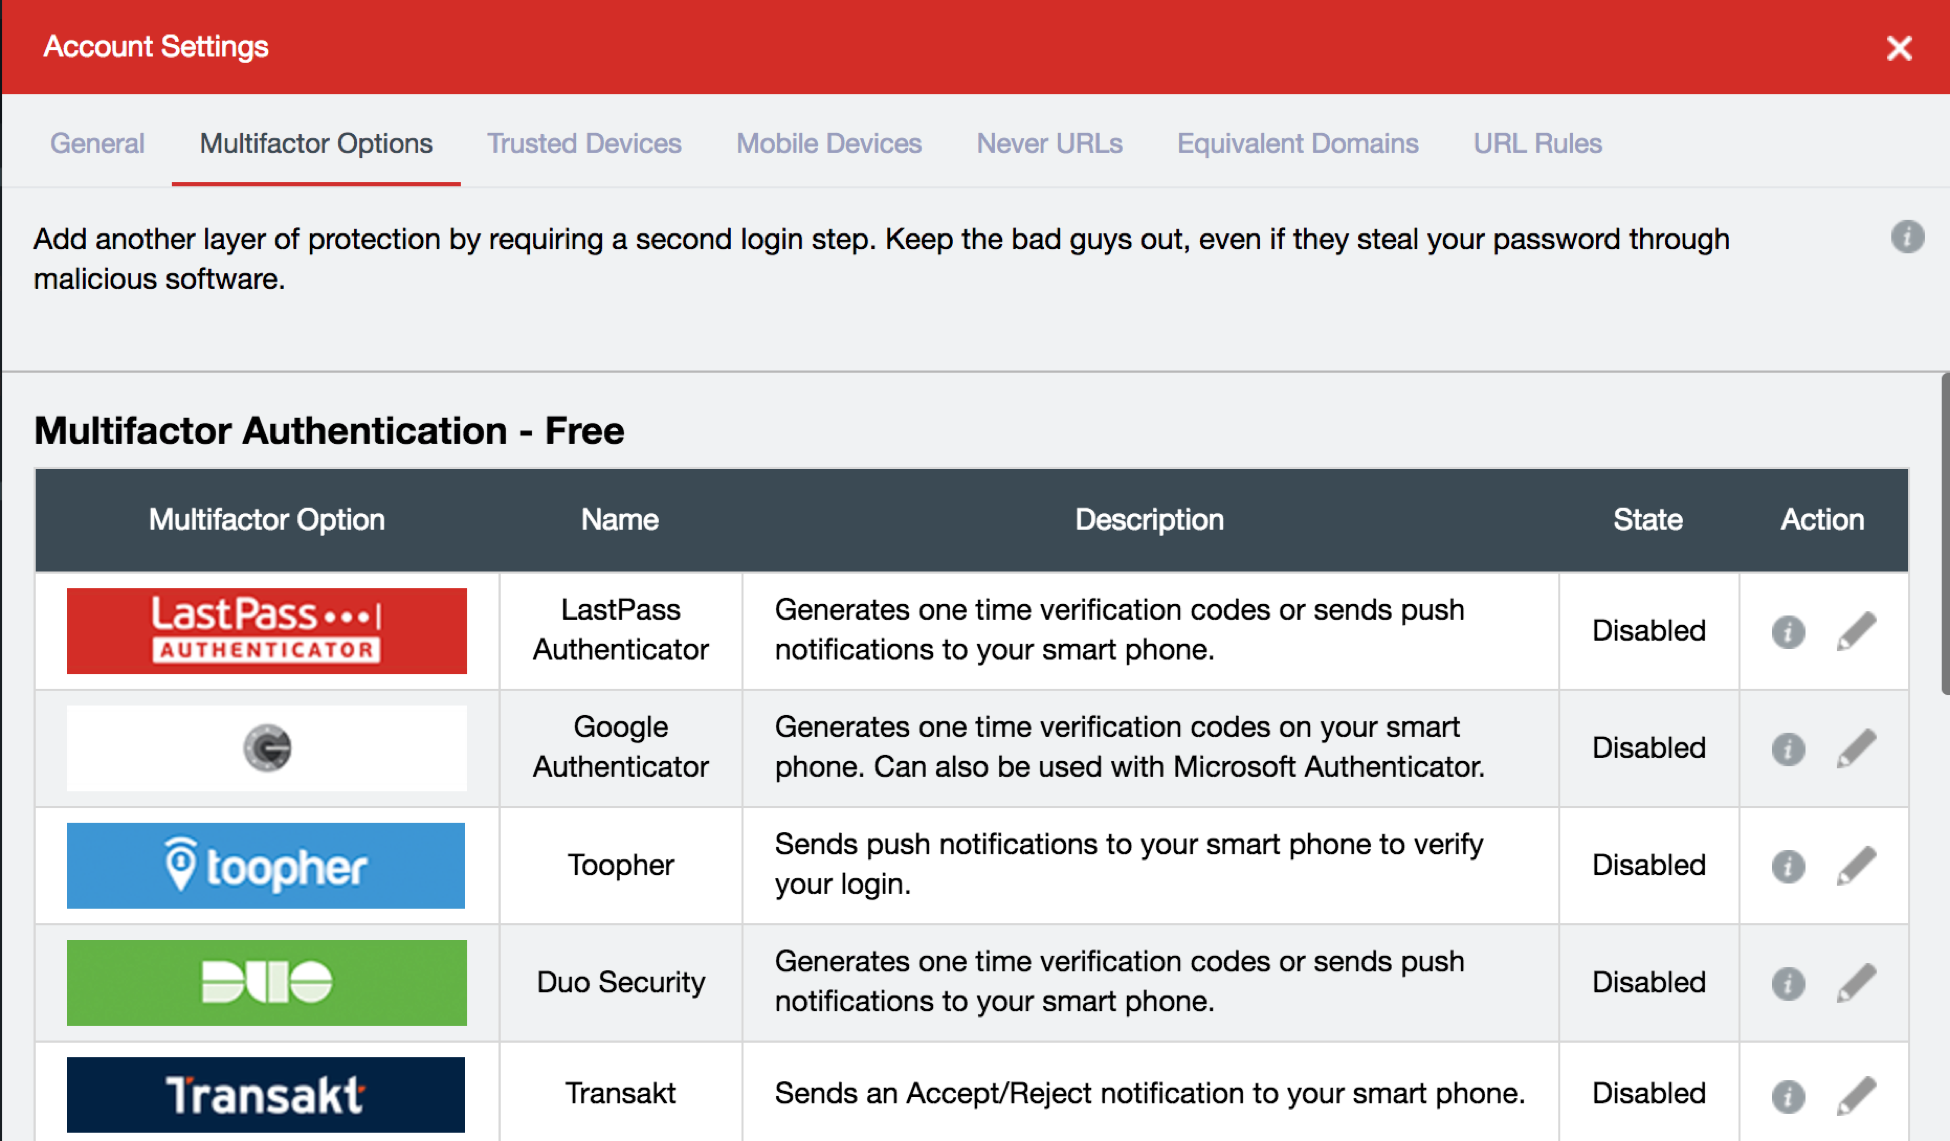 Account Settings
General Multifactor Options Trusted Devices Mobile Devices Never URLs Equivalent Domains URL Rules
Add another layer of protection by requiring a second login step. Keep the bad guys out, even if they steal your password through
malicious software.
Multifactor Authentication - Free
Multifactor Option Name Description State Action
LastPass•••|
AUTHENTICATOR
LastPass
Authenticator
Generates one time verification codes or sends push
notifications to your smart phone.
Disabled
Google
Authenticator
Generates one time verification codes on your smart
phone. Can also be used with Microsoft Authenticator.
Disabled
toopher
Toopher
Sends push notifications to your smart phone to verify
your login.
Disabled
DUO
Duo Security
Generates one time verification codes or sends push
notifications to your smart phone.
Disabled
Transakt
Transakt
Sends an Accept/Reject notification to your smart phone.
Disabled